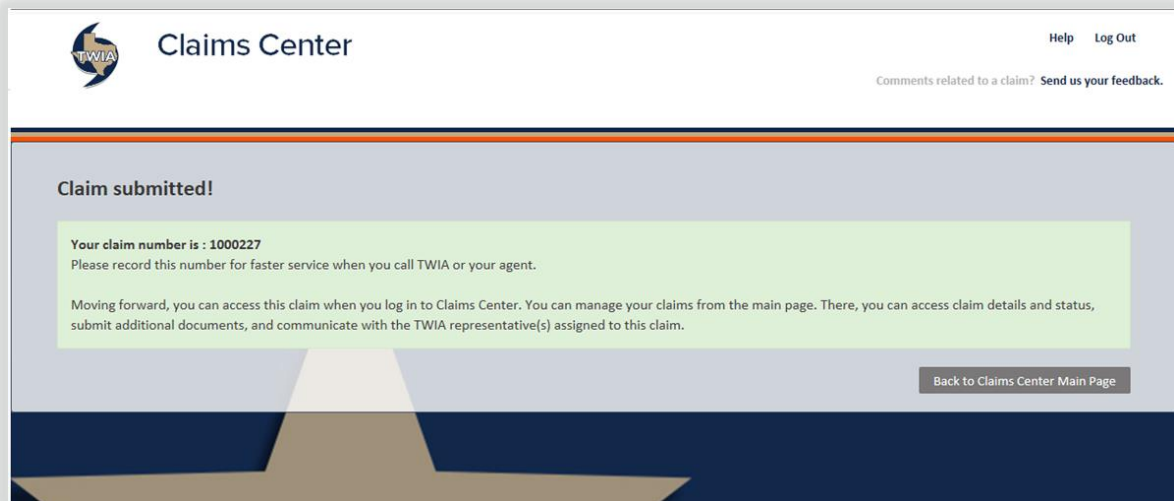 TWIA
Claims Center
Help Log Out
Comments related to a claim? Send us your feedback.
Claim submitted!
Your claim number is : 1000227
Please record this number for faster service when you call TWIA or your agent.
Moving forward, you can access this claim when you log in to Claims Center. You can manage your claims from the main page. There, you can access claim details and status,
submit additional documents, and communicate with the TWIA representative(s) assigned to this claim.
Back to Claims Center Main Page